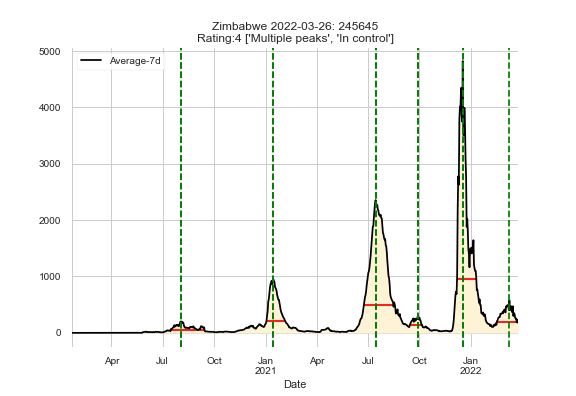 Zimbabwe 2022-03-26: 245645
Rating:4 ['Multiple peaks', 'In control']
Average-7d
5000
4000
3000
2000
1000
0
Apr Jul Oct Jan Apr Jul Oct Jan
2021 2022
Date